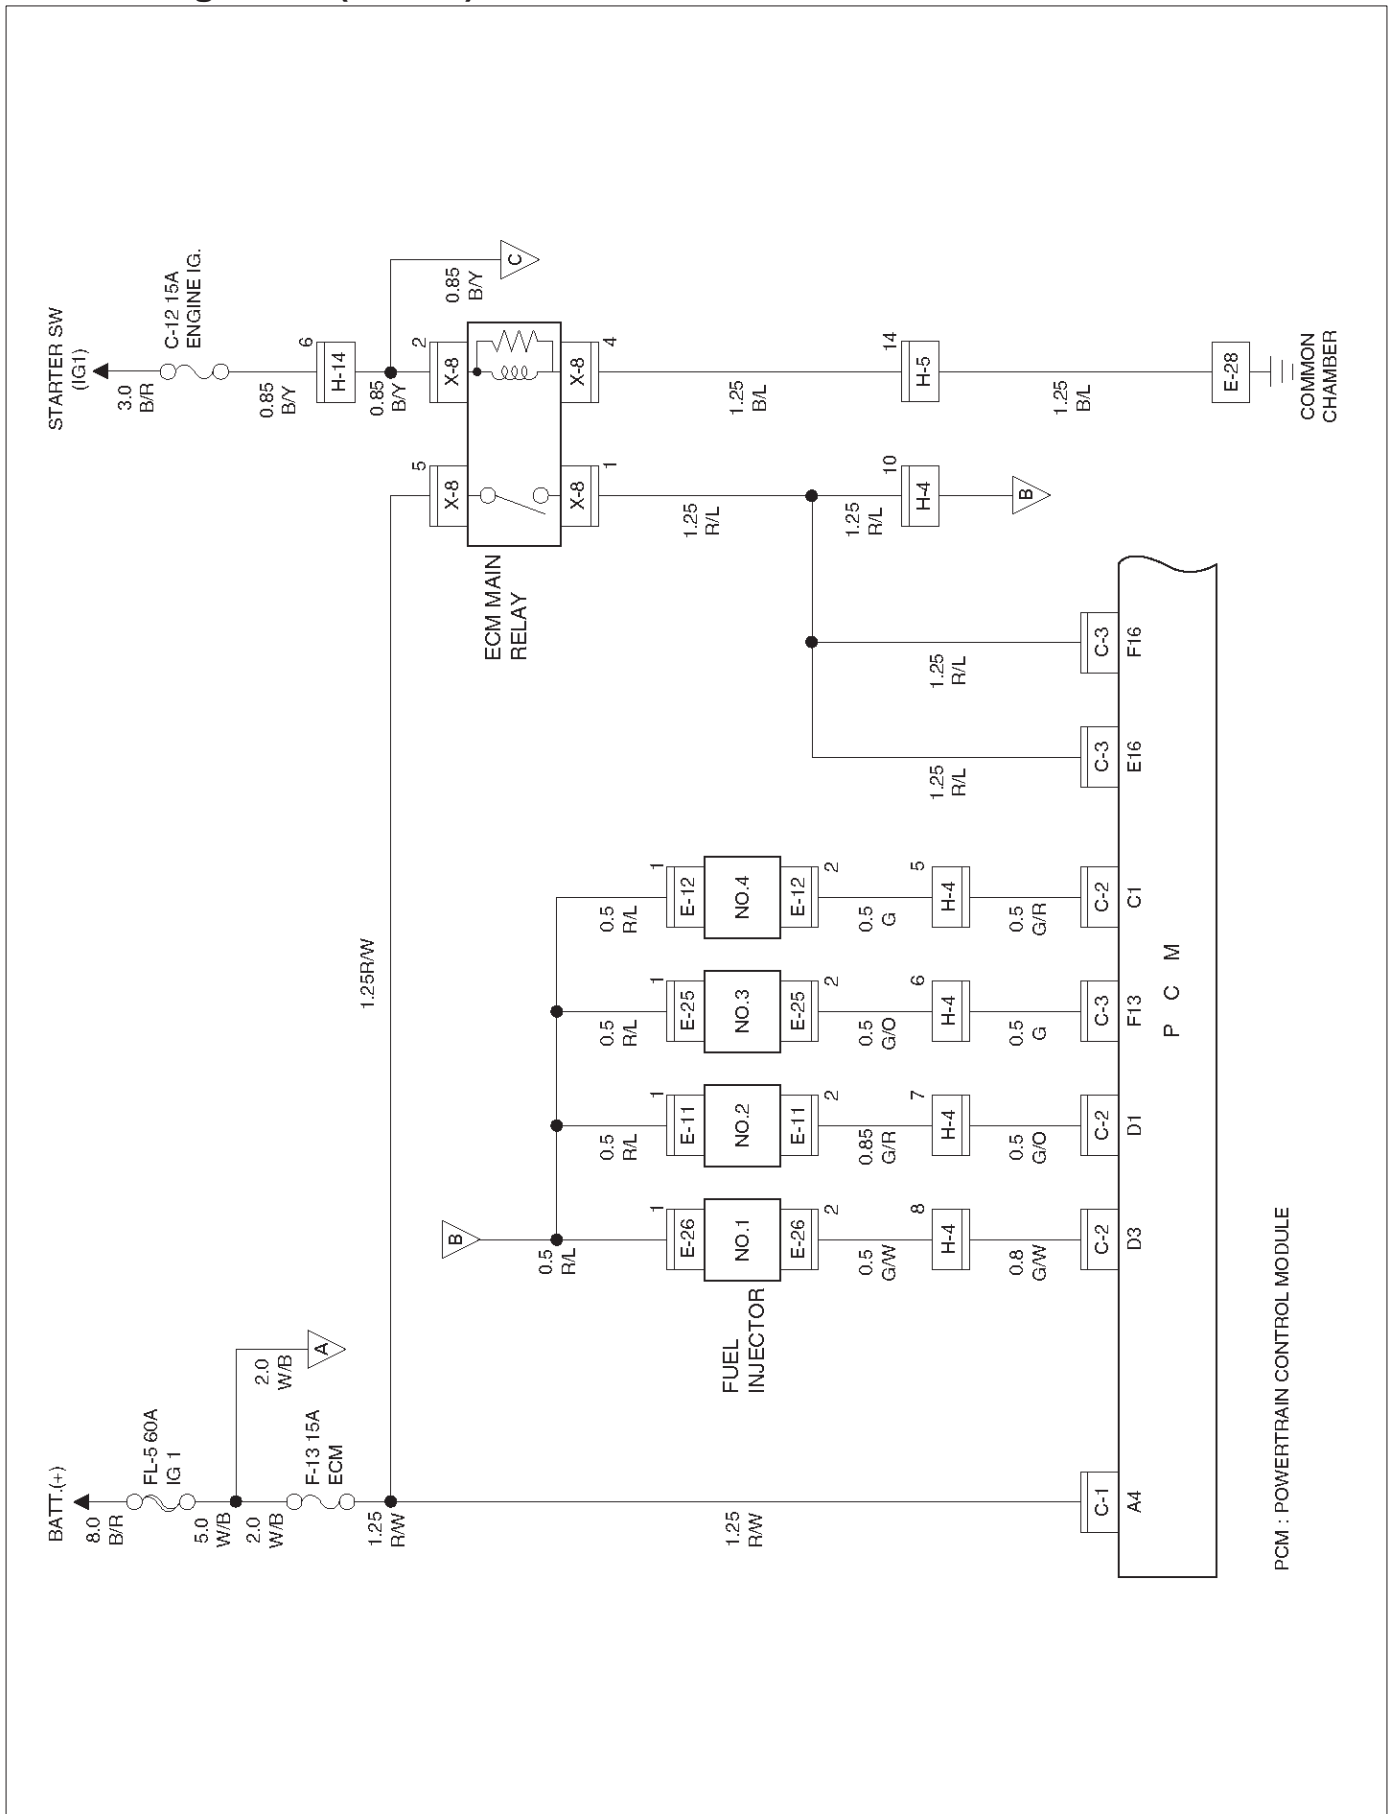 BATT.(+)
8.0
B/R
FL-5 60A
IG 1
5.0
W/B
2.0
W/B
A
2.0
W/B
F-13 15A
ECM
1.25
R/W
1.25R/W
1.25
R/W
C-1
A4
STARTER SW
(IG1)
3.0
B/R
C-12 15A
ENGINE IG.
0.85
B/Y
6
H-14
0.85
B/Y
0.85
B/Y
C
5
X-8
2
X-8
ECM MAIN
RELAY
X-8
1
X-8
4
1.25
R/L
1.25
R/L
10
H-4
B
1.25
B/L
14
H-5
1.25
B/L
E-28
COMMON
CHAMBER
1.25
R/L
C-3
F16
1.25
R/L
C-3
E16
B
0.5
R/L
0.5
R/L
0.5
R/L
0.5
R/L
FUEL
INJECTOR
1
E-26
NO.1
E-26
2
0.5
G/W
8
H-4
0.8
G/W
C-2
D3
1
E-11
NO.2
E-11
2
0.85
G/R
7
H-4
0.5
G/O
C-2
D1
1
E-25
NO.3
E-25
2
0.5
G/O
6
H-4
0.5
G
C-3
F13
1
E-12
NO.4
E-12
2
0.5
G
5
H-4
0.5
G/R
C-2
C1
P C M
PCM : POWERTRAIN CONTROL MODULE